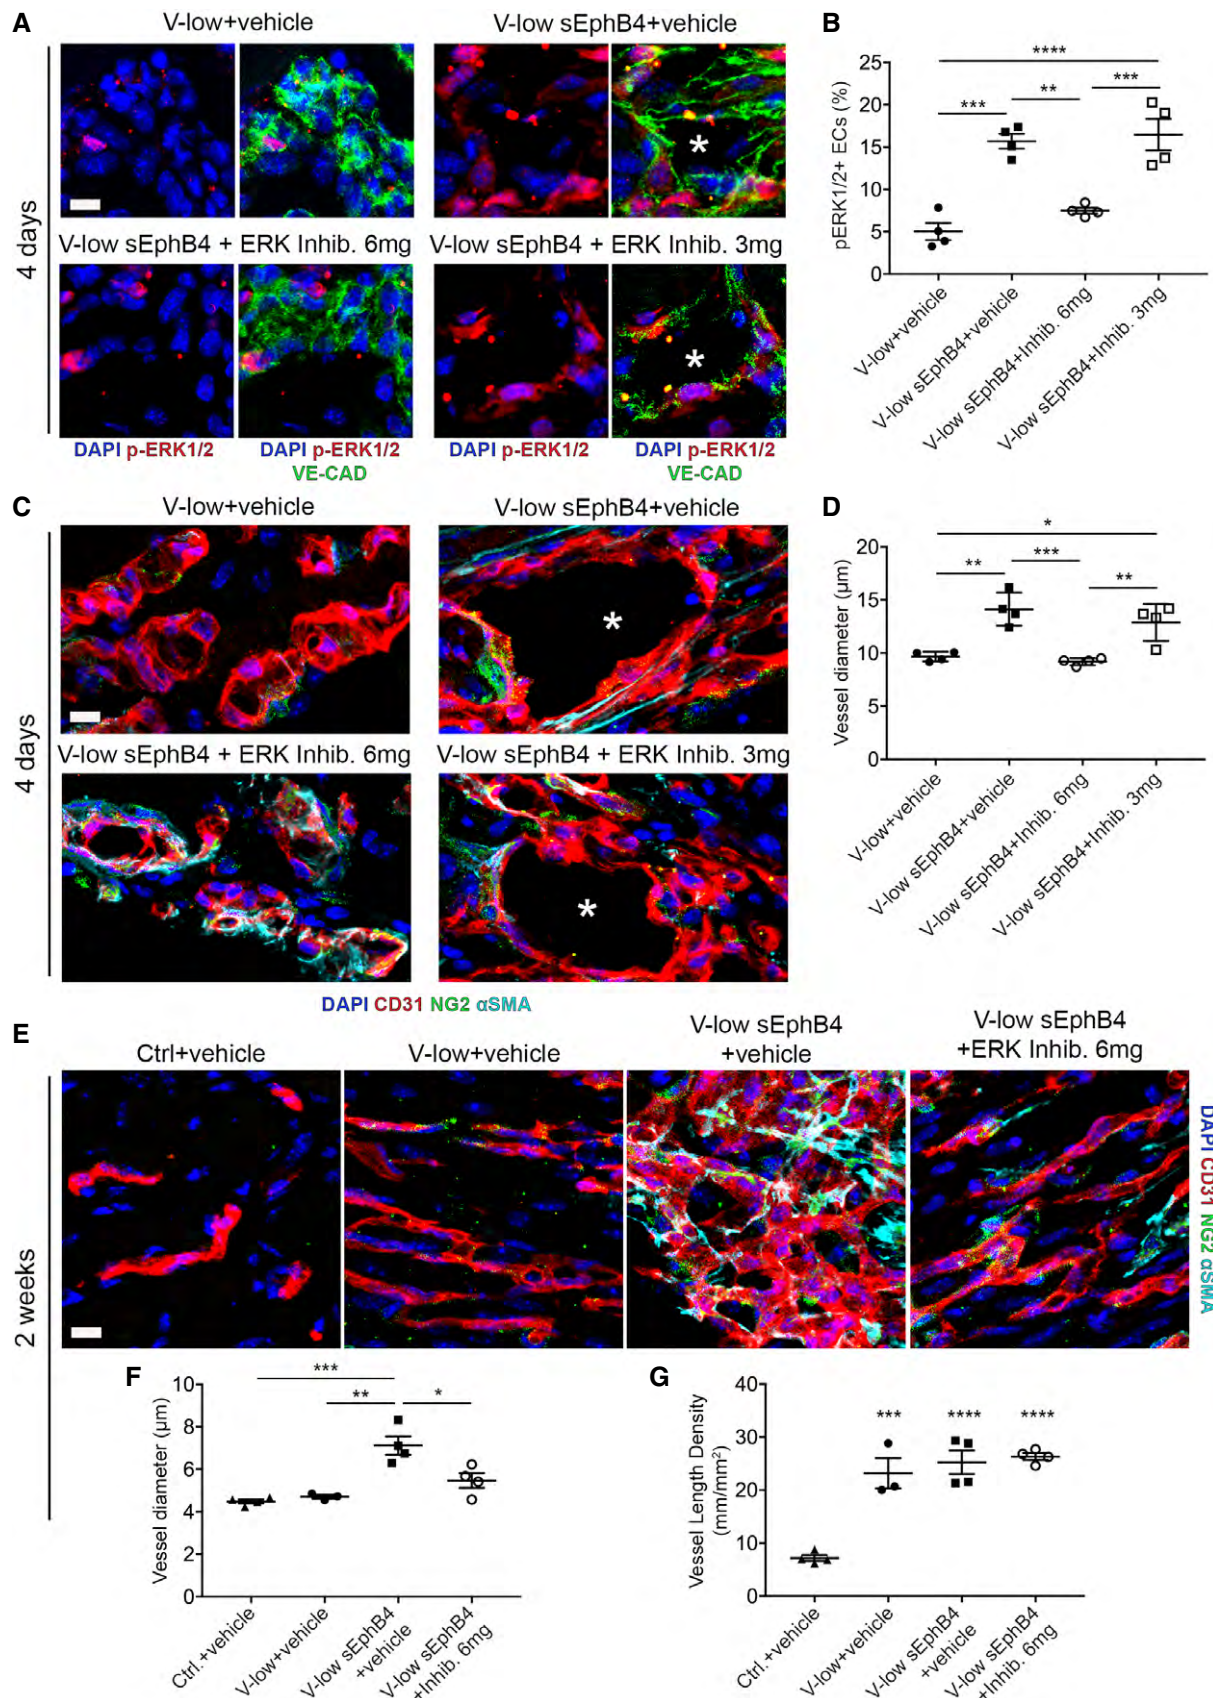 A
V-low+vehicle
V-low sEphB4+vehicle
4 days
V-low sEphB4 + ERK Inhib. 6mg
V-low sEphB4 + ERK Inhib. 3mg
*
*
DAPI p-ERK1/2
DAPI p-ERK1/2
VE-CAD
DAPI p-ERK1/2
DAPI p-ERK1/2
VE-CAD
B
pERK1/2+ ECs (%)
25
20
15
10
5
0
****
***
**
***
V-low+vehicle
V-low sEphB4+vehicle
V-low sEphB4+Inhib. 6mg
V-low sEphB4+Inhib. 3mg
C
V-low+vehicle
V-low sEphB4+vehicle
4 days
*
V-low sEphB4 + ERK Inhib. 6mg
V-low sEphB4 + ERK Inhib. 3mg
*
DAPI CD31 NG2 αSMA
D
Vessel diameter (µm)
20
15
10
5
0
*
**
***
**
V-low+vehicle
V-low sEphB4+vehicle
V-low sEphB4+Inhib. 6mg
V-low sEphB4+Inhib. 3mg
E
2 weeks
Ctrl+vehicle
V-low+vehicle
V-low sEphB4
+vehicle
V-low sEphB4
+ERK Inhib. 6mg
DAPI CD31 NG2 αSMA
F
Vessel diameter (µm)
10
8
6
4
2
0
***
**
*
Ctrl.+vehicle
V-low+vehicle
V-low sEphB4
+vehicle
V-low sEphB4
+Inhib. 6mg
G
Vessel Length Density
(mm/mm²)
40
30
20
10
0
***
****
****
Ctrl.+vehicle
V-low+vehicle
V-low sEphB4
+vehicle
V-low sEphB4
+Inhib. 6mg